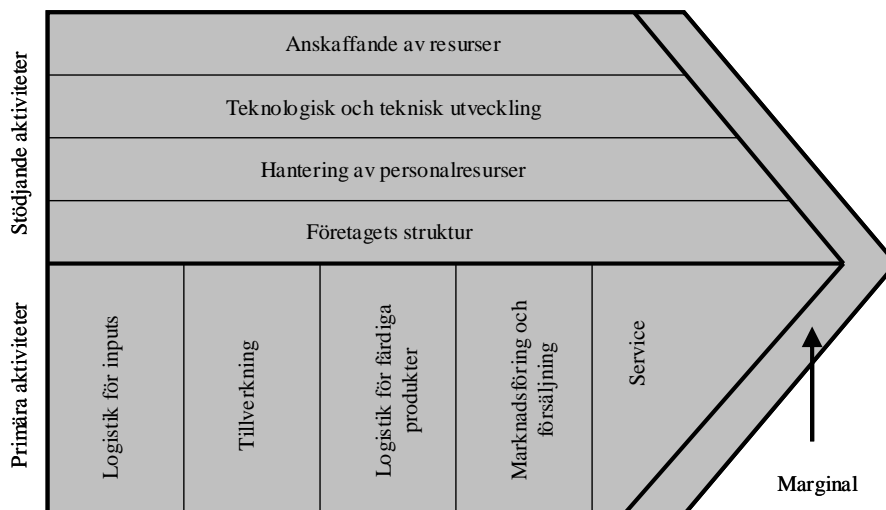 Stödjande aktiviteter
Anskaffande av resurser
Teknologisk och teknisk utveckling
Hantering av personalresurser
Företagets struktur
Primära aktiviteter
Logistik för inputs
Tillverkning
Logistik för färdiga
produkter
Marknadsföring och
försäljning
Service
Marginal